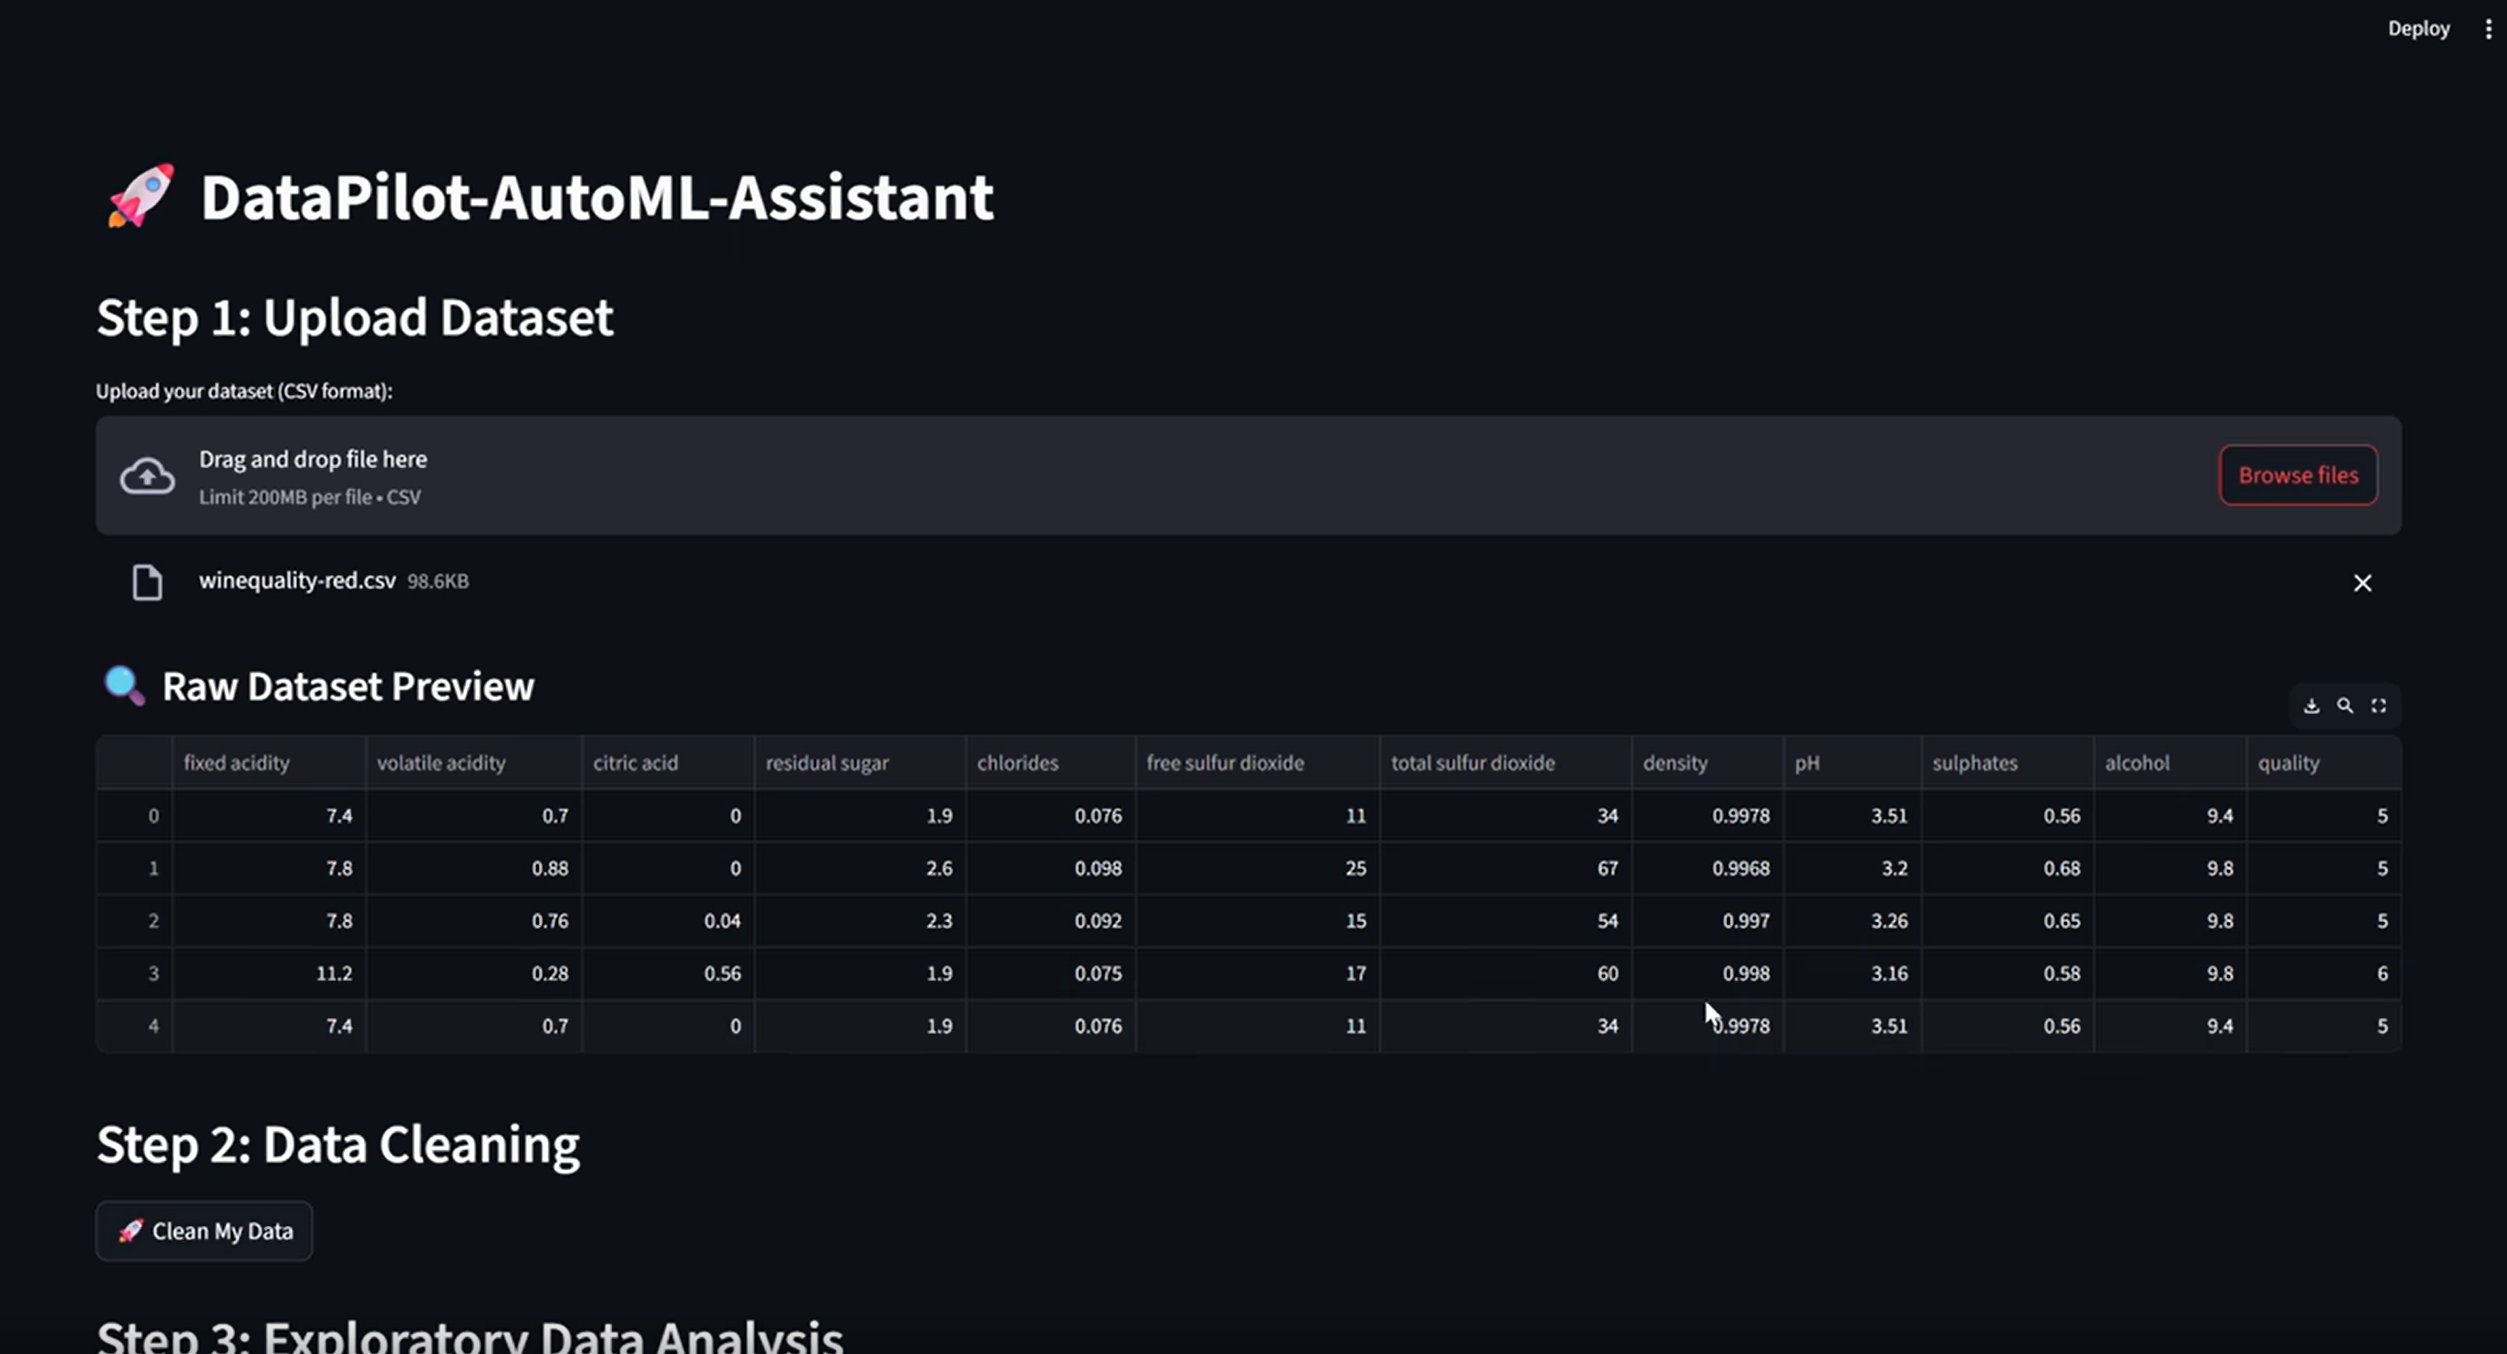 Deploy
DataPilot-AutoML-Assistant
Step 1: Upload Dataset
Upload your dataset (CSV format):
Drag and drop file here
Limit 200MB per file • CSV
Browse files
winequality-red.csv 98.6KB
Raw Dataset Preview
fixed acidity volatile acidity citric acid residual sugar chlorides free sulfur dioxide total sulfur dioxide density pH sulphates alcohol quality
0 7.4 0.7 0 1.9 0.076 11 34 0.9978 3.51 0.56 9.4 5
1 7.8 0.88 0 2.6 0.098 25 67 0.9968 3.2 0.68 9.8 5
2 7.8 0.76 0.04 2.3 0.092 15 54 0.997 3.26 0.65 9.8 5
3 11.2 0.28 0.56 1.9 0.075 17 60 0.998 3.16 0.58 9.8 6
4 7.4 0.7 0 1.9 0.076 11 34 0.9978 3.51 0.56 9.4 5
Step 2: Data Cleaning
Clean My Data
Step 3: Exploratory Data Analysis